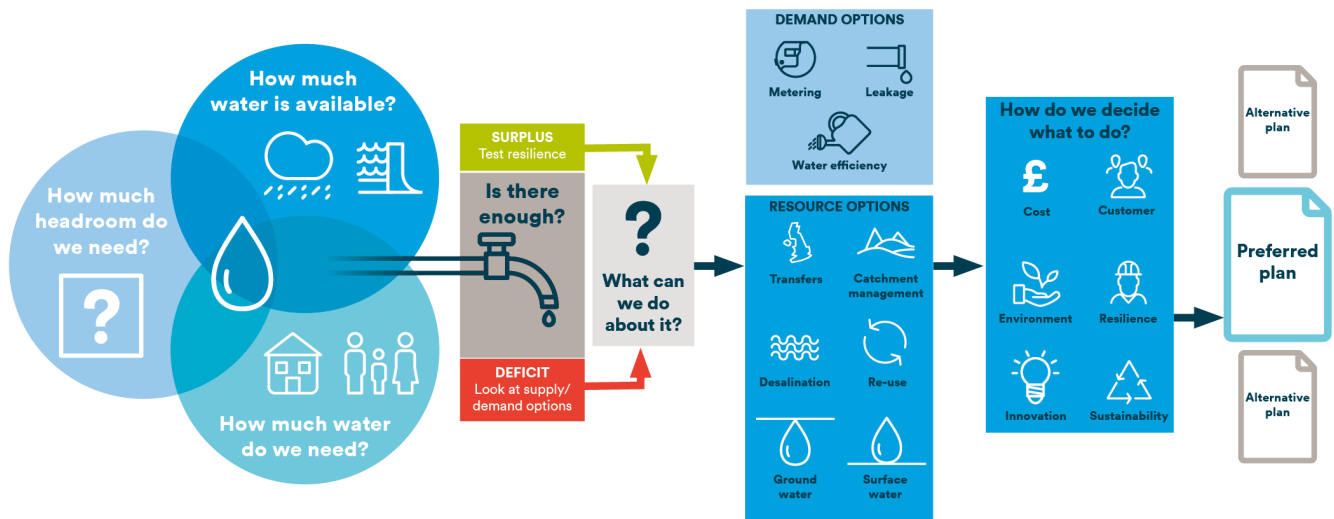 How much
water is available?
How much
headroom do
we need?
?
How much water
do we need?
SURPLUS
Test resilience
Is there
enough?
DEFICIT
Look at supply/
demand options
?
What can
we do
about it?
DEMAND OPTIONS
Metering
Leakage
Water efficiency
RESOURCE OPTIONS
Transfers
Catchment
management
Desalination
Re-use
Ground
water
Surface
water
How do we decide
what to do?
£
Cost
Customer
Environment
Resilience
Innovation
Sustainability
Alternative
plan
Preferred
plan
Alternative
plan